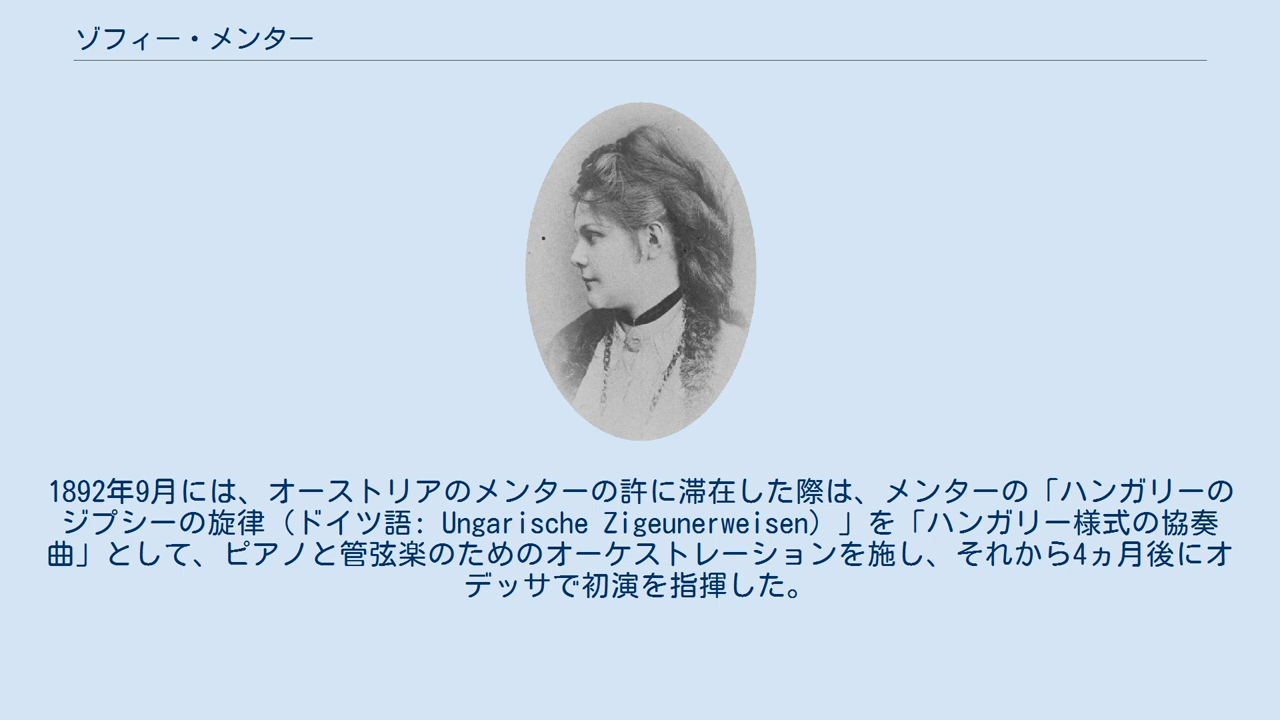 ゾフィー・メンター
1892年9月には、オーストリアのメンターの許に滞在した際は、メンターの「ハンガリーの
ジプシーの旋律（ドイツ語: Ungarische Zigeunerweisen）」を「ハンガリー様式の協奏
曲」として、ピアノと管弦楽のためのオーケストレーションを施し、それから4ヵ月後にオ
デッサで初演を指揮した。